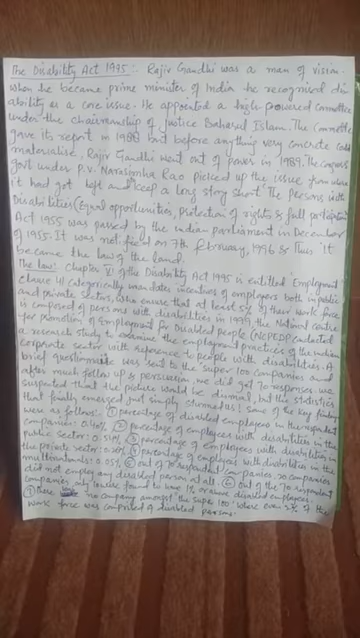 The Disability Act 1995 :- Rajiv Gandhi was a man of vision.
when he became prime minister of India he recognised dis
ability as a core issue. He appointed a high powered Committee
under the chairmanship of Justice Baharul Islam. The Committee
gave its report in 1988 but before anything very concrete could
materialise, Rajiv Gandhi went out of power in 1989. The congress
govt under P.V. Narasimha Rao picked up the issue from where
it had got left and keep a long story short The Persons with
Disabilities (Equal opportunities, Protection of rights & full participation)
Act 1955 was passed by the Indian parliament in December
of 1955. It was notified on 7th February, 1996 & Thus it
became the law of the land.
The law: Chapter V of the Disability Act 1995 is entitled 'Employment'
Clause 41 categorically mandates incentives of employers both in public
and private sectors, who ensure that at least 5% of their work force
is composed of persons with disabilities in 1999, the National centre
for promotion of Employment for Disabled people (NCPEDP) conducted
a research study to examine the employment practices of the Indian
Corporate sector with reference to people with disabilities. A
brief questionnaire was sent to the super 100 companies and
after much follow up & persuasion, we did get 70 responses. we
suspected that the picture would be dismal, but the statistics
that finally emerged just simply stunned us! some of the key findings
were as follows: ① percentage of disabled employees in the respondent
companies: 0.40% ② percentage of employees with disabilities in the
public sector: 0.54% ③ percentage of employees with disabilities in
the private sector: ④ percentage of employees with disabilities in the
multinationals: 0.05% ⑤ out of 70 respondent companies 20 companies
did not employ any disabled person at all. ⑥ out of the 70 respondent
companies only were found to have 1% or more disabled employees.
⑦ there no company amongst the 'super 100' where even 2% of the
work force was comprised of disabled persons.